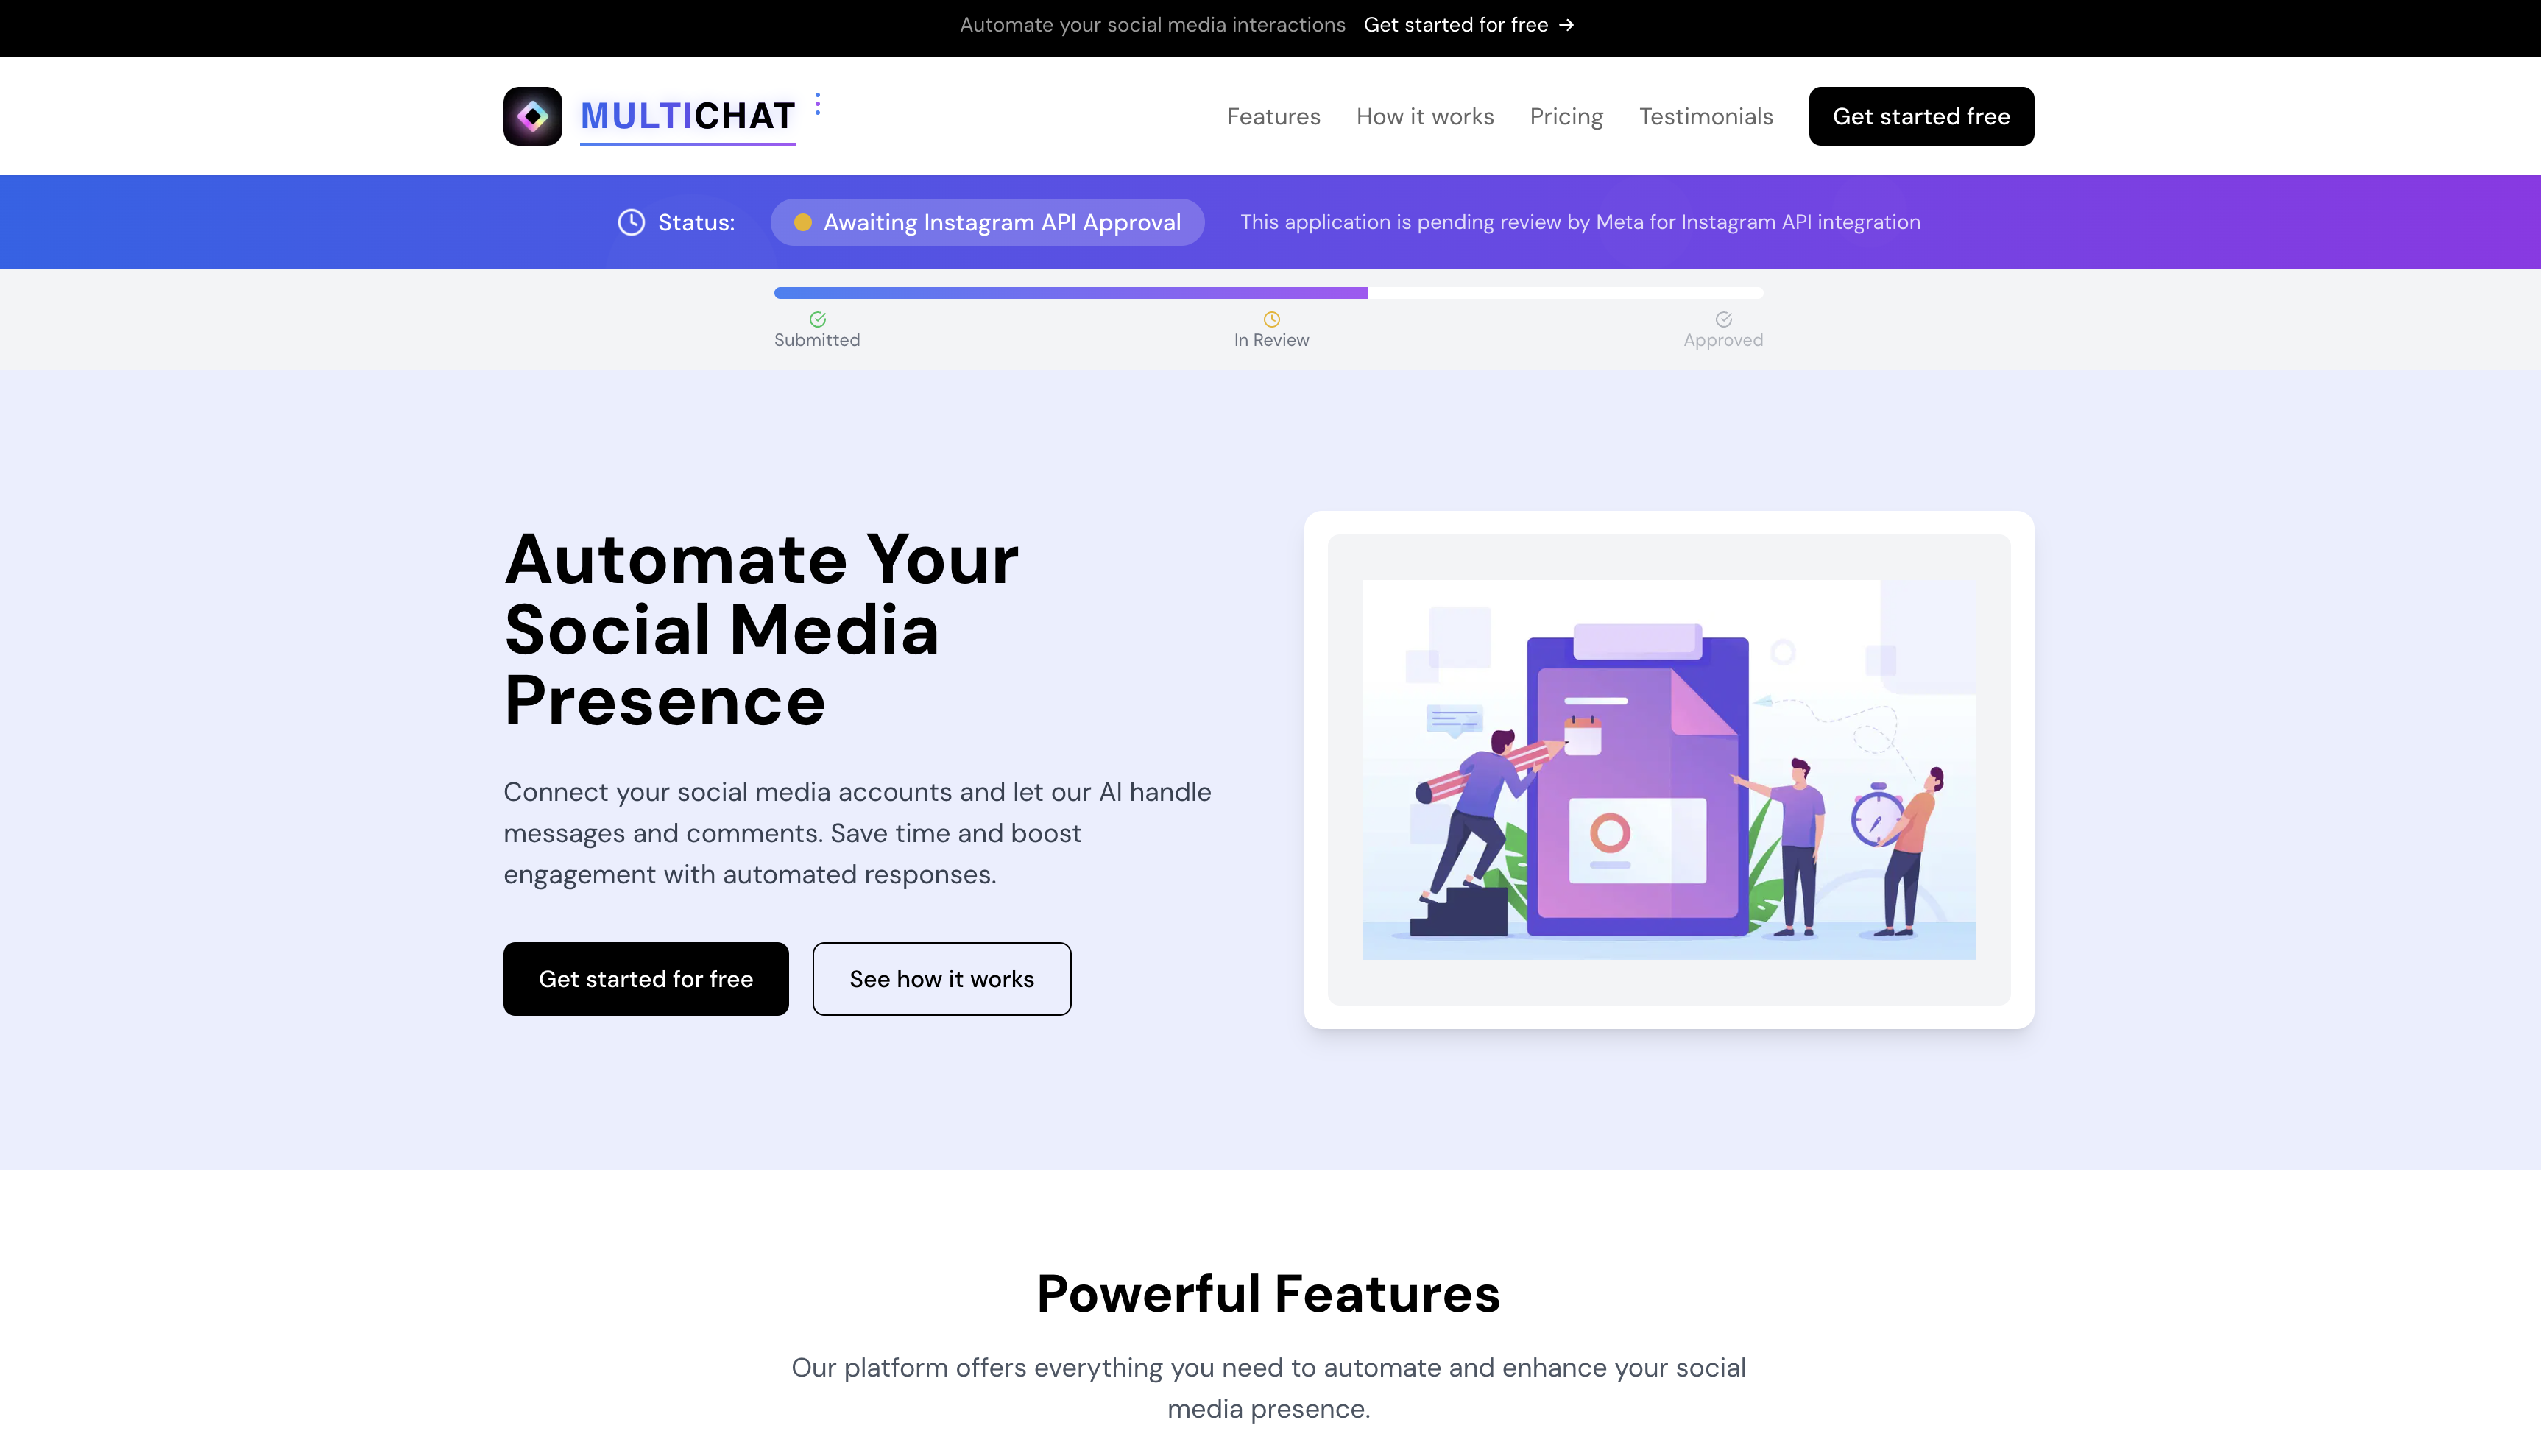 Automate your social media interactions Get started for free →
MULTICHAT
Features How it works Pricing Testimonials Get started free
Status: Awaiting Instagram API Approval This application is pending review by Meta for Instagram API integration
Submitted In Review Approved
Automate Your
Social Media
Presence
Connect your social media accounts and let our AI handle
messages and comments. Save time and boost
engagement with automated responses.
Get started for free See how it works
Powerful Features
Our platform offers everything you need to automate and enhance your social
media presence.